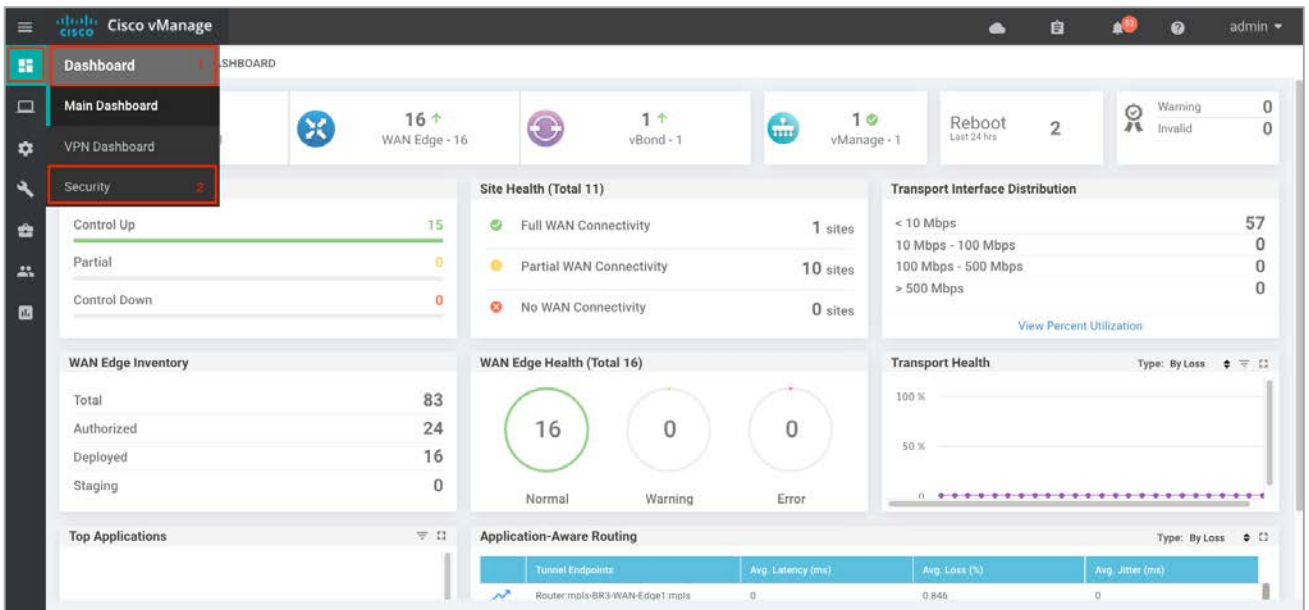 cisco Cisco vManage
53
admin
Dashboard 1
SHBOARD
Main Dashboard
VPN Dashboard
Security 2
16
WAN Edge - 16
1
vBond - 1
1
vManage - 1
Reboot
Last 24 hrs
2
Warning 0
Invalid 0
Control Up 15
Partial 0
Control Down 0
Site Health (Total 11)
Full WAN Connectivity 1 sites
Partial WAN Connectivity 10 sites
No WAN Connectivity 0 sites
Transport Interface Distribution
< 10 Mbps 57
10 Mbps - 100 Mbps 0
100 Mbps - 500 Mbps 0
> 500 Mbps 0
View Percent Utilization
WAN Edge Inventory
Total 83
Authorized 24
Deployed 16
Staging 0
WAN Edge Health (Total 16)
16 0 0
Normal Warning Error
Transport Health Type: By Loss
100 %
50 %
0
Top Applications
Application-Aware Routing Type: By Loss
Tunnel Endpoints Avg. Latency (ms) Avg. Loss (%) Avg. Jitter (ms)
Router:mpls-BR3-WAN-Edge1:mpls 0 0.846 0